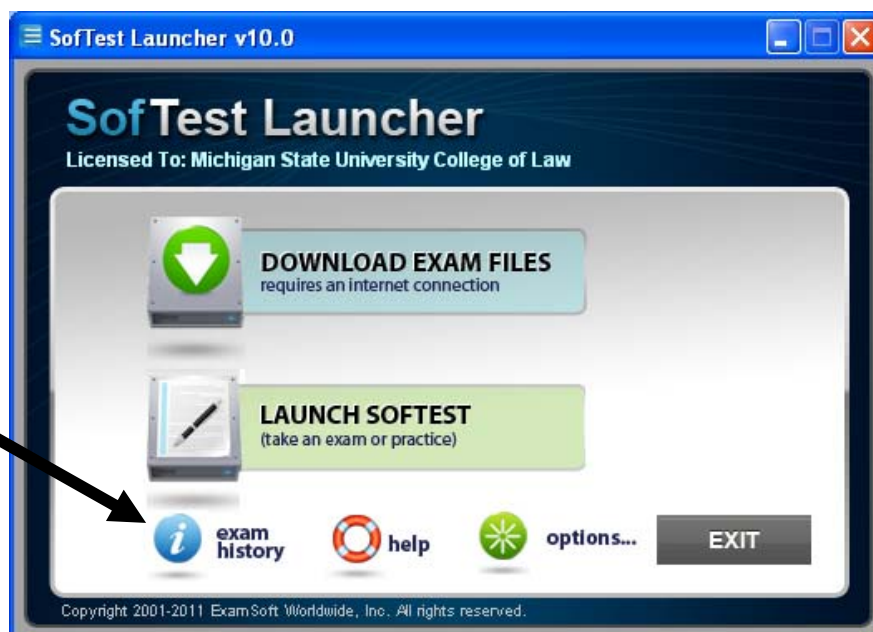 SofTest Launcher v10.0
SofTest Launcher
Licensed To: Michigan State University College of Law
DOWNLOAD EXAM FILES
requires an internet connection
LAUNCH SOFTEST
(take an exam or practice)
exam
history
help
options...
EXIT
Copyright 2001-2011 ExamSoft Worldwide, Inc. All rights reserved.